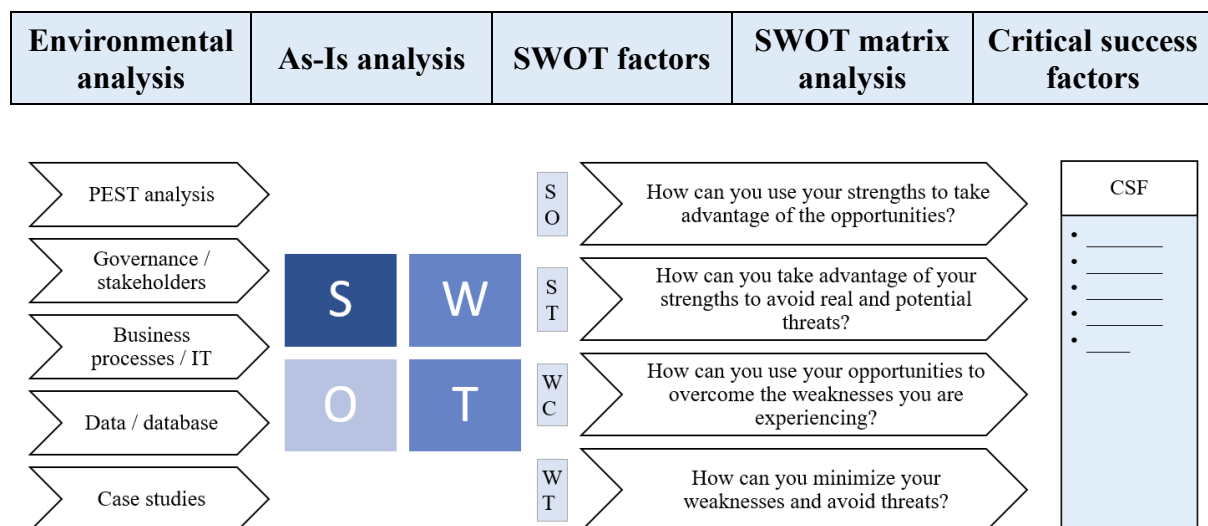 Environmental
analysis
As-Is analysis
SWOT factors
SWOT matrix
analysis
Critical success
factors
PEST analysis
Governance /
stakeholders
Business
processes / IT
Data / database
Case studies
S
W
O
T
S
O
How can you use your strengths to take
advantage of the opportunities?
S
T
How can you take advantage of your
strengths to avoid real and potential
threats?
W
C
How can you use your opportunities to
overcome the weaknesses you are
experiencing?
W
T
How can you minimize your
weaknesses and avoid threats?
CSF